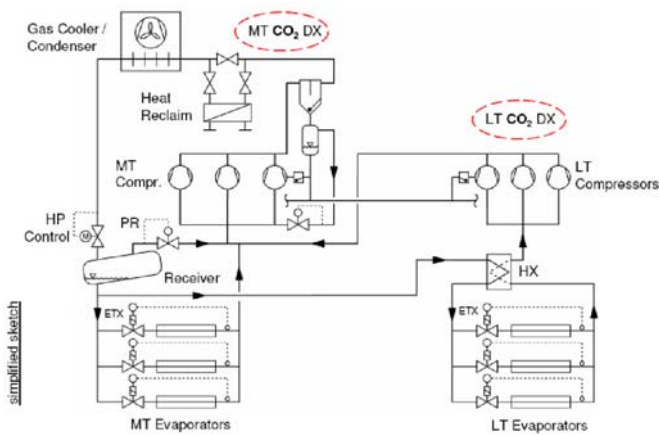 Gas Cooler /
Condenser
MT CO₂ DX
Heat
Reclaim
LT CO₂ DX
MT
Compr.
LT
Compressors
HP
Control
M
PR
Receiver
HX
ETX
ETX
simplified sketch
MT Evaporators
LT Evaporators